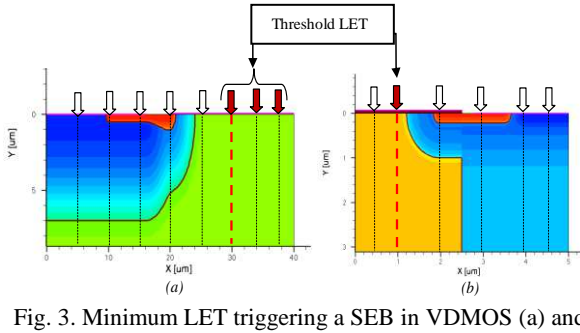 Threshold LET
0
5
Y [um]
0 10 20 30 40
X [um]
(a)
0
1
2
3
Y [um]
0 1 2 3 4 5
X [um]
(b)
Fig. 3. Minimum LET triggering a SEB in VDMOS (a) and